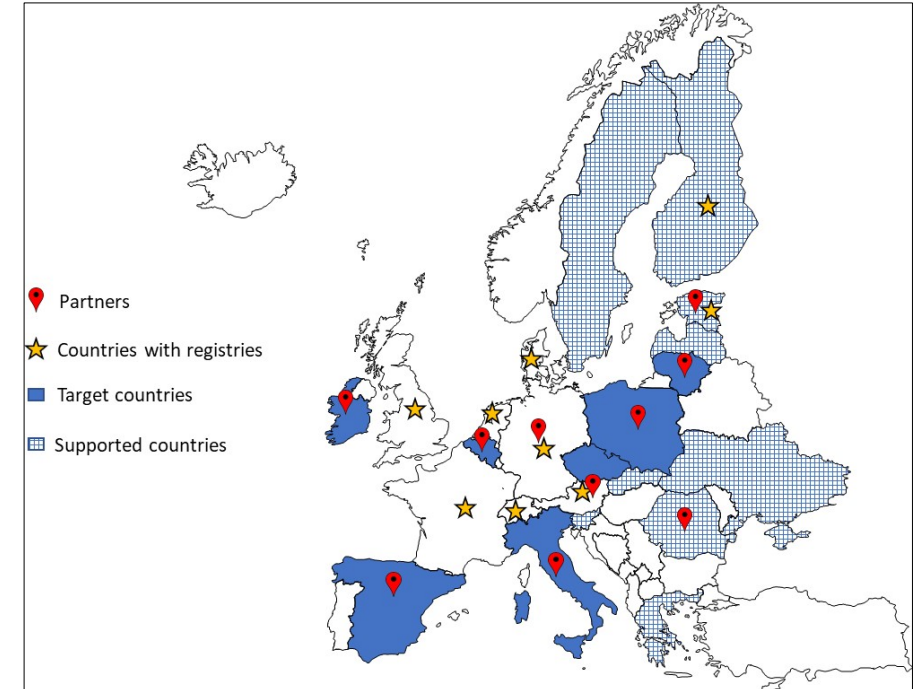 Partners
Countries with registries
Target countries
Supported countries